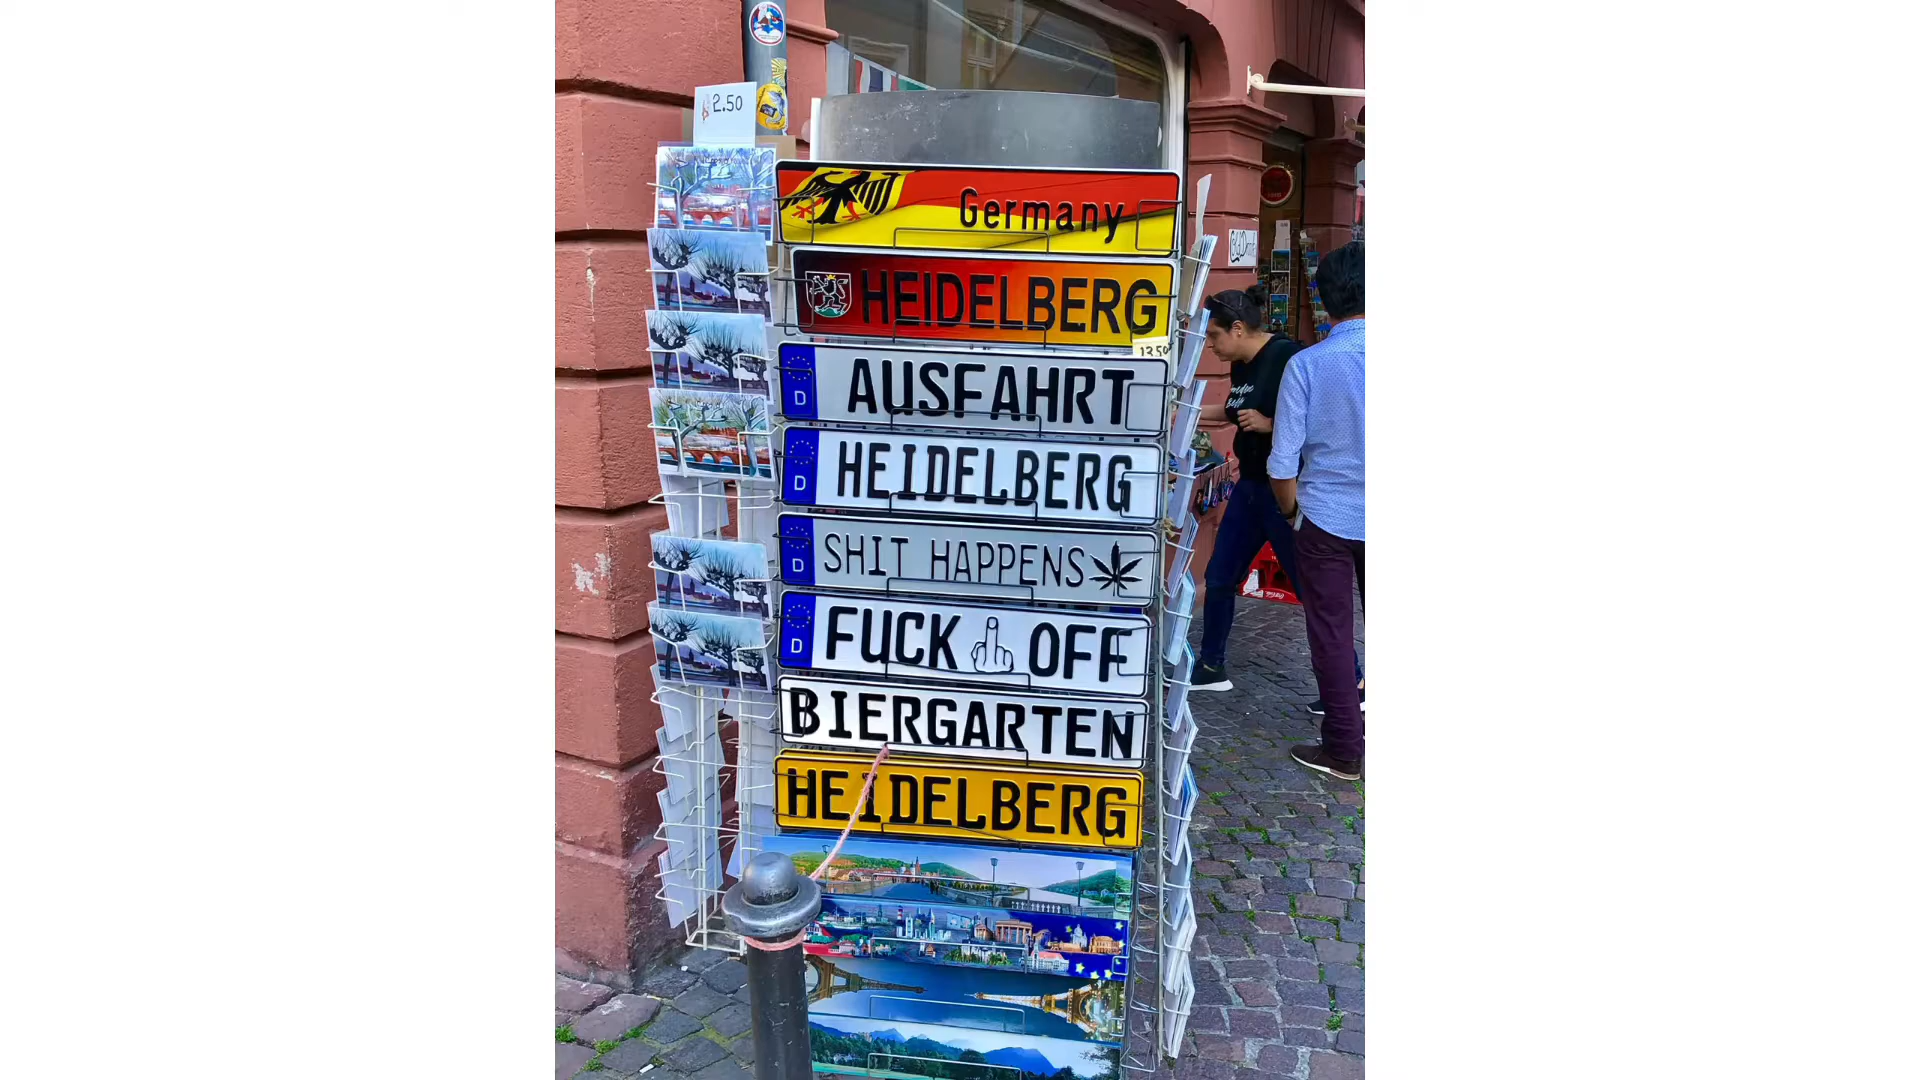 2.50
Germany
HEIDELBERG
13.50
D AUSFAHRT
D HEIDELBERG
D SHIT HAPPENS
D FUCK OFF
BIERGARTEN
HEIDELBERG